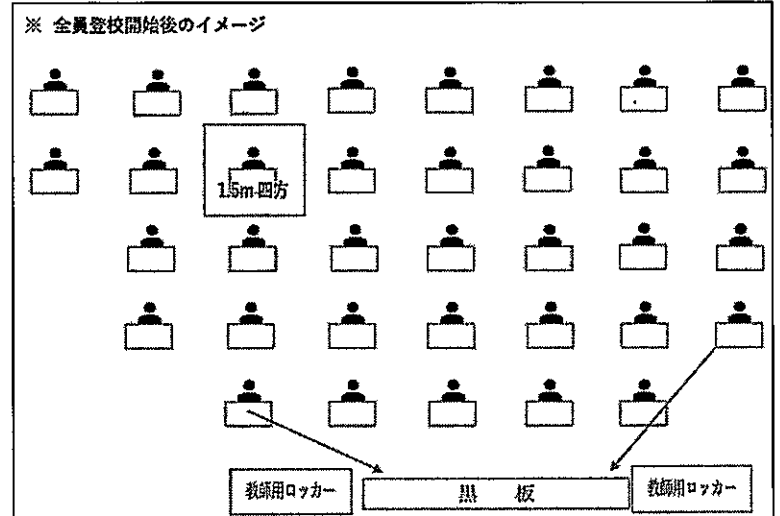 ※ 全員登校開始後のイメージ
1.5m四方
教師用ロッカー
黒 板
教師用ロッカー